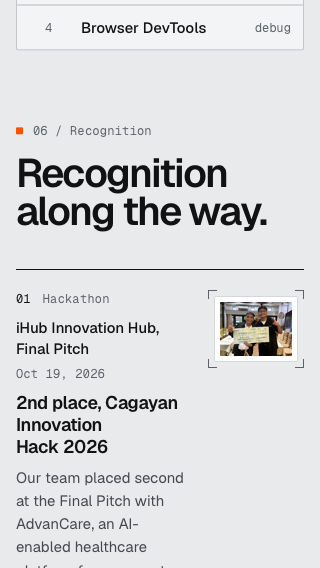 4 Browser DevTools debug
06 / Recognition
Recognition
along the way.
01 Hackathon
iHub Innovation Hub,
Final Pitch
Oct 19, 2026
2nd place, Cagayan
Innovation
Hack 2026
Our team placed second
at the Final Pitch with
AdvanCare, an AI-
enabled healthcare